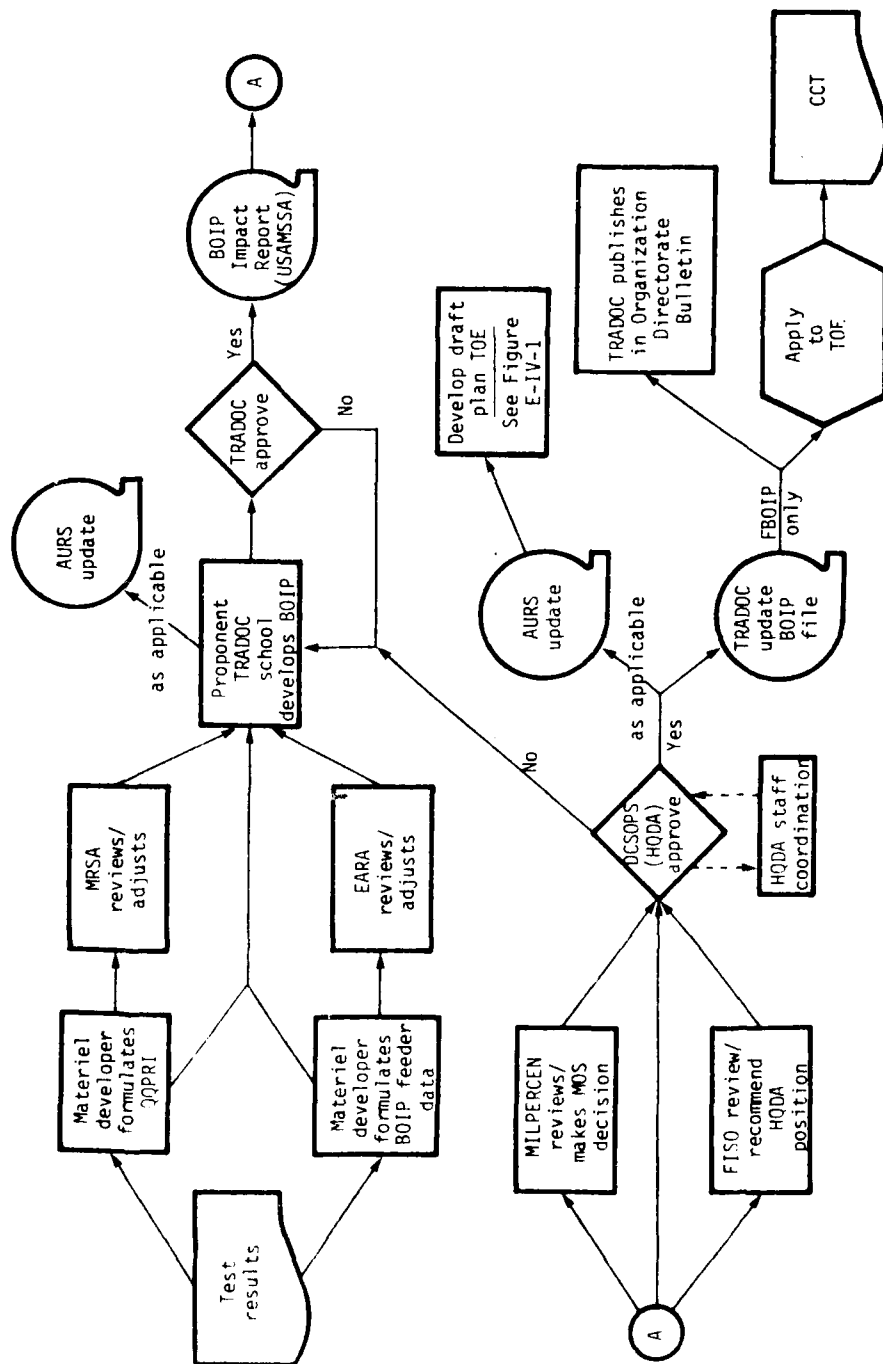 Test
results
Materiel
developer
formulates
QQPRI
Materiel
developer
formulates
BOIP feeder
data
MRSA
reviews/
adjusts
EARA
reviews/
adjusts
Proponent
TRADOC
school
develops BOIP
as applicable
AURS
update
TRADOC
approve
Yes
No
BOIP
Impact
Report
(USAMSSA)
A
A
MILPERCEN
reviews/
makes MOS
decision
FISO review/
recommend
HQDA
position
DCSOPS
(HQDA)
approve
HQDA staff
coordination
No
Yes
as applicable
AURS
update
Develop draft
plan TOE
See Figure
E-IV-1
TRADOC
update
BOIP
file
FBOIP
only
TRADOC publishes
in Organization
Directorate
Bulletin
Apply
to
TOE
CCT